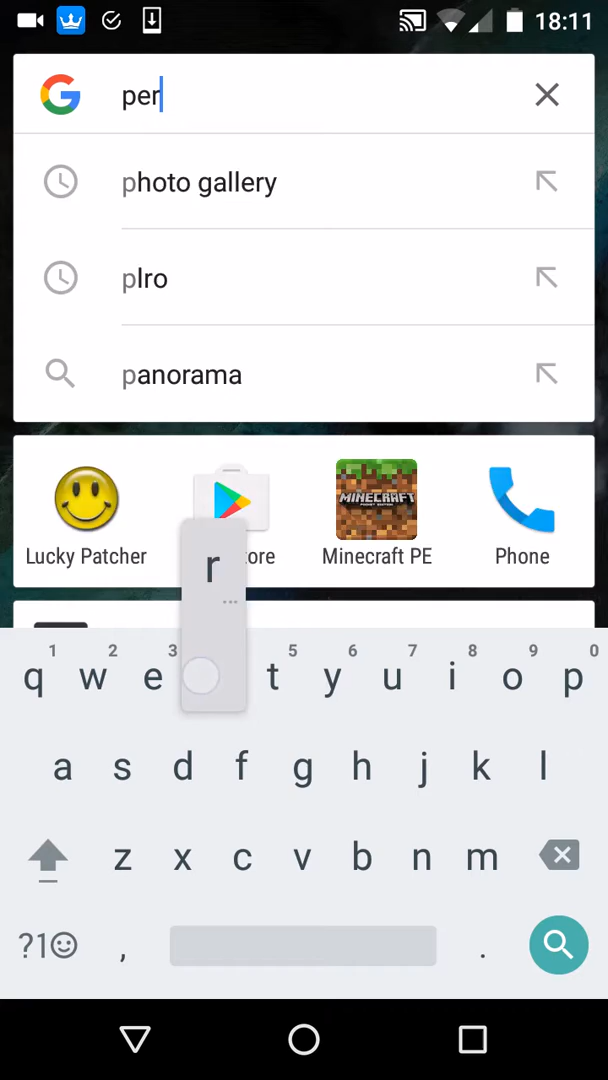 18:11
per
photo gallery
plro
panorama
MINECRAFT
Lucky Patcher
ore
Minecraft PE
Phone
r
1 2 3 5 6 7 8 9 0
q w e t y u i o p
a s d f g h j k l
z x c v b n m
?1 , .